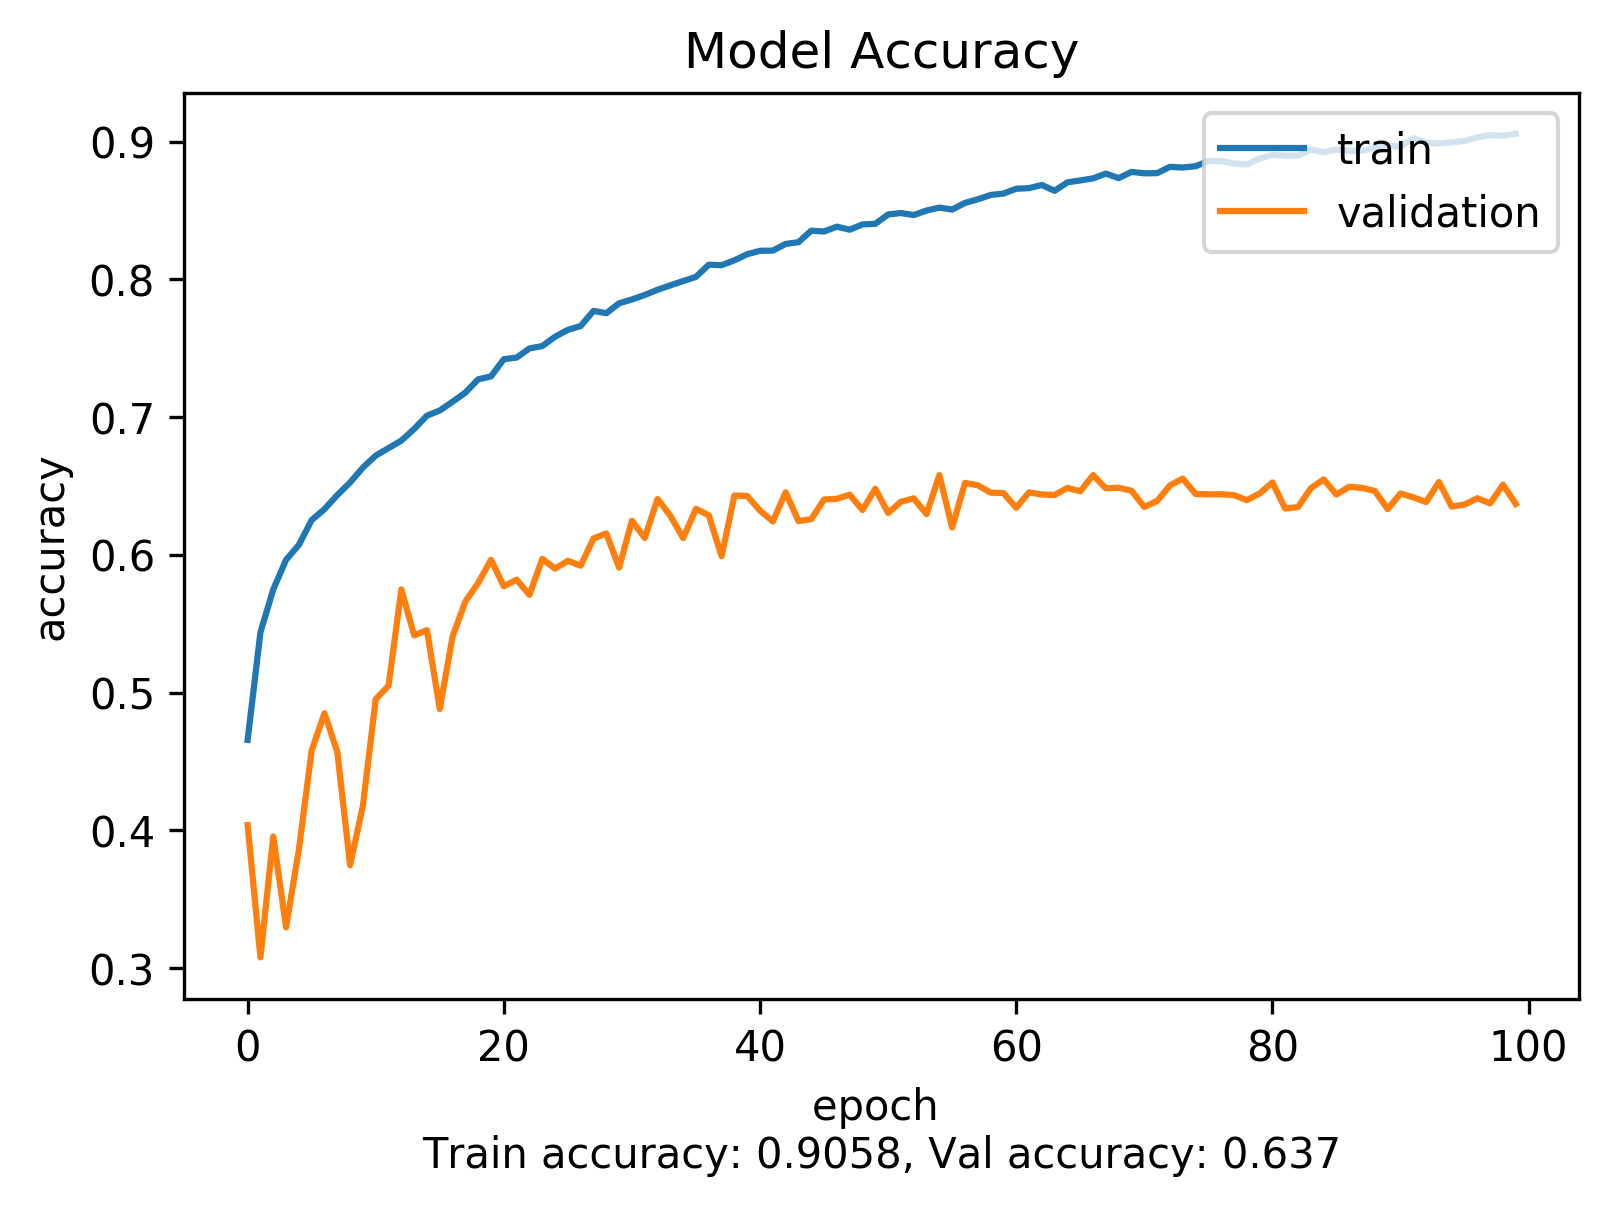 Model Accuracy
train
validation
accuracy
0.9
0.8
0.7
0.6
0.5
0.4
0.3
0 20 40 60 80 100
epoch
Train accuracy: 0.9058, Val accuracy: 0.637